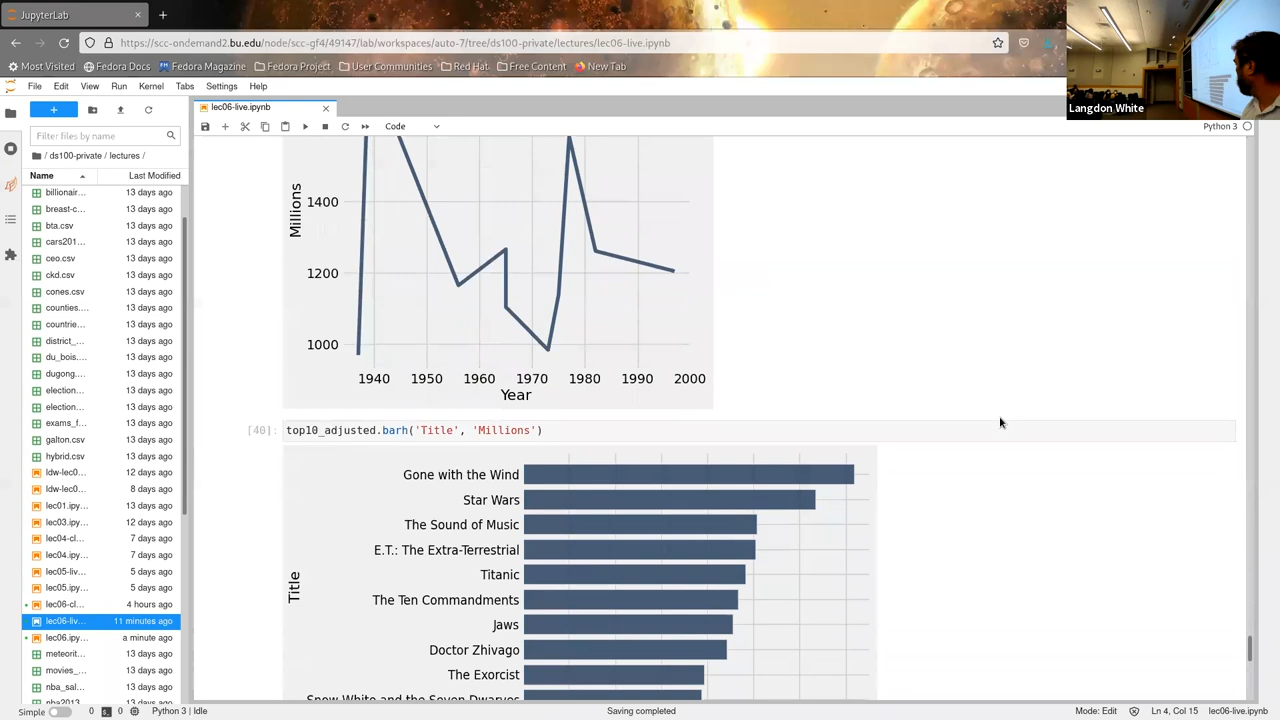 JupyterLab
https://scc-ondemand2.bu.edu/node/scc-gf4/49147/lab/workspaces/auto-7/tree/ds100-private/lectures/lec06-live.ipynb
Most Visited Fedora Docs Fedora Magazine Fedora Project User Communities Red Hat Free Content New Tab
Langdon White
File Edit View Run Kernel Tabs Settings Help
lec06-live.ipynb
Code
Python 3
Filter files by name
/ ds100-private / lectures /
Name Last Modified
billionair... 13 days ago
breast-c... 13 days ago
bta.csv 13 days ago
cars201... 13 days ago
ceo.csv 13 days ago
ckd.csv 13 days ago
cones.csv 13 days ago
counties.... 13 days ago
countrie... 13 days ago
district_... 13 days ago
du_bois.... 13 days ago
dugong.... 13 days ago
election... 13 days ago
election... 13 days ago
exams_f... 13 days ago
galton.csv 13 days ago
hybrid.csv 13 days ago
ldw-lec0... 12 days ago
ldw-lec0... 8 days ago
lec01.ipy... 13 days ago
lec03.ipy... 12 days ago
lec04-cl... 7 days ago
lec04.ipy... 7 days ago
lec05-liv... 5 days ago
lec05.ipy... 5 days ago
lec06-cl... 4 hours ago
lec06-liv... 11 minutes ago
lec06.ipy... a minute ago
meteorit... 13 days ago
movies_... 13 days ago
nba_sal... 13 days ago
nba2013... 13 days ago
Millions
1400
1200
1000
1940 1950 1960 1970 1980 1990 2000
Year
[40]: top10_adjusted.barh('Title', 'Millions')
Title
Gone with the Wind
Star Wars
The Sound of Music
E.T.: The Extra-Terrestrial
Titanic
The Ten Commandments
Jaws
Doctor Zhivago
The Exorcist
Snow White and the Seven Dwarves
Simple 0 0 Python 3 | Idle Saving completed Mode: Edit Ln 4, Col 15 lec06-live.ipynb